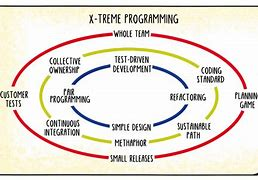 X-TREME PROGRAMMING
WHOLE TEAM
COLLECTIVE
OWNERSHIP
TEST-DRIVEN
DEVELOPMENT
CODING
STANDARD
CUSTOMER
TESTS
PAIR
PROGRAMMING
REFACTORING
PLANNING
GAME
CONTINUOUS
INTEGRATION
SIMPLE DESIGN
SUSTAINABLE
PATH
METAPHOR
SMALL RELEASES